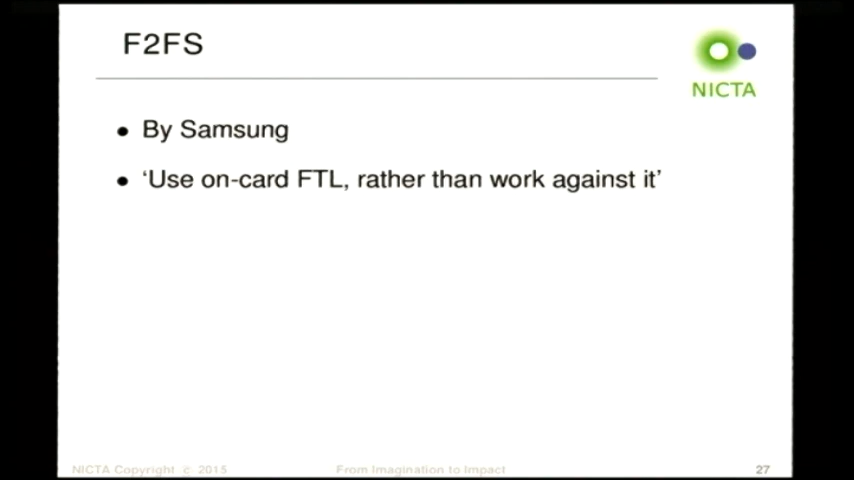 F2FS
NICTA
• By Samsung
• ‘Use on-card FTL, rather than work against it’
NICTA Copyright © 2015
From Imagination to Impact
27